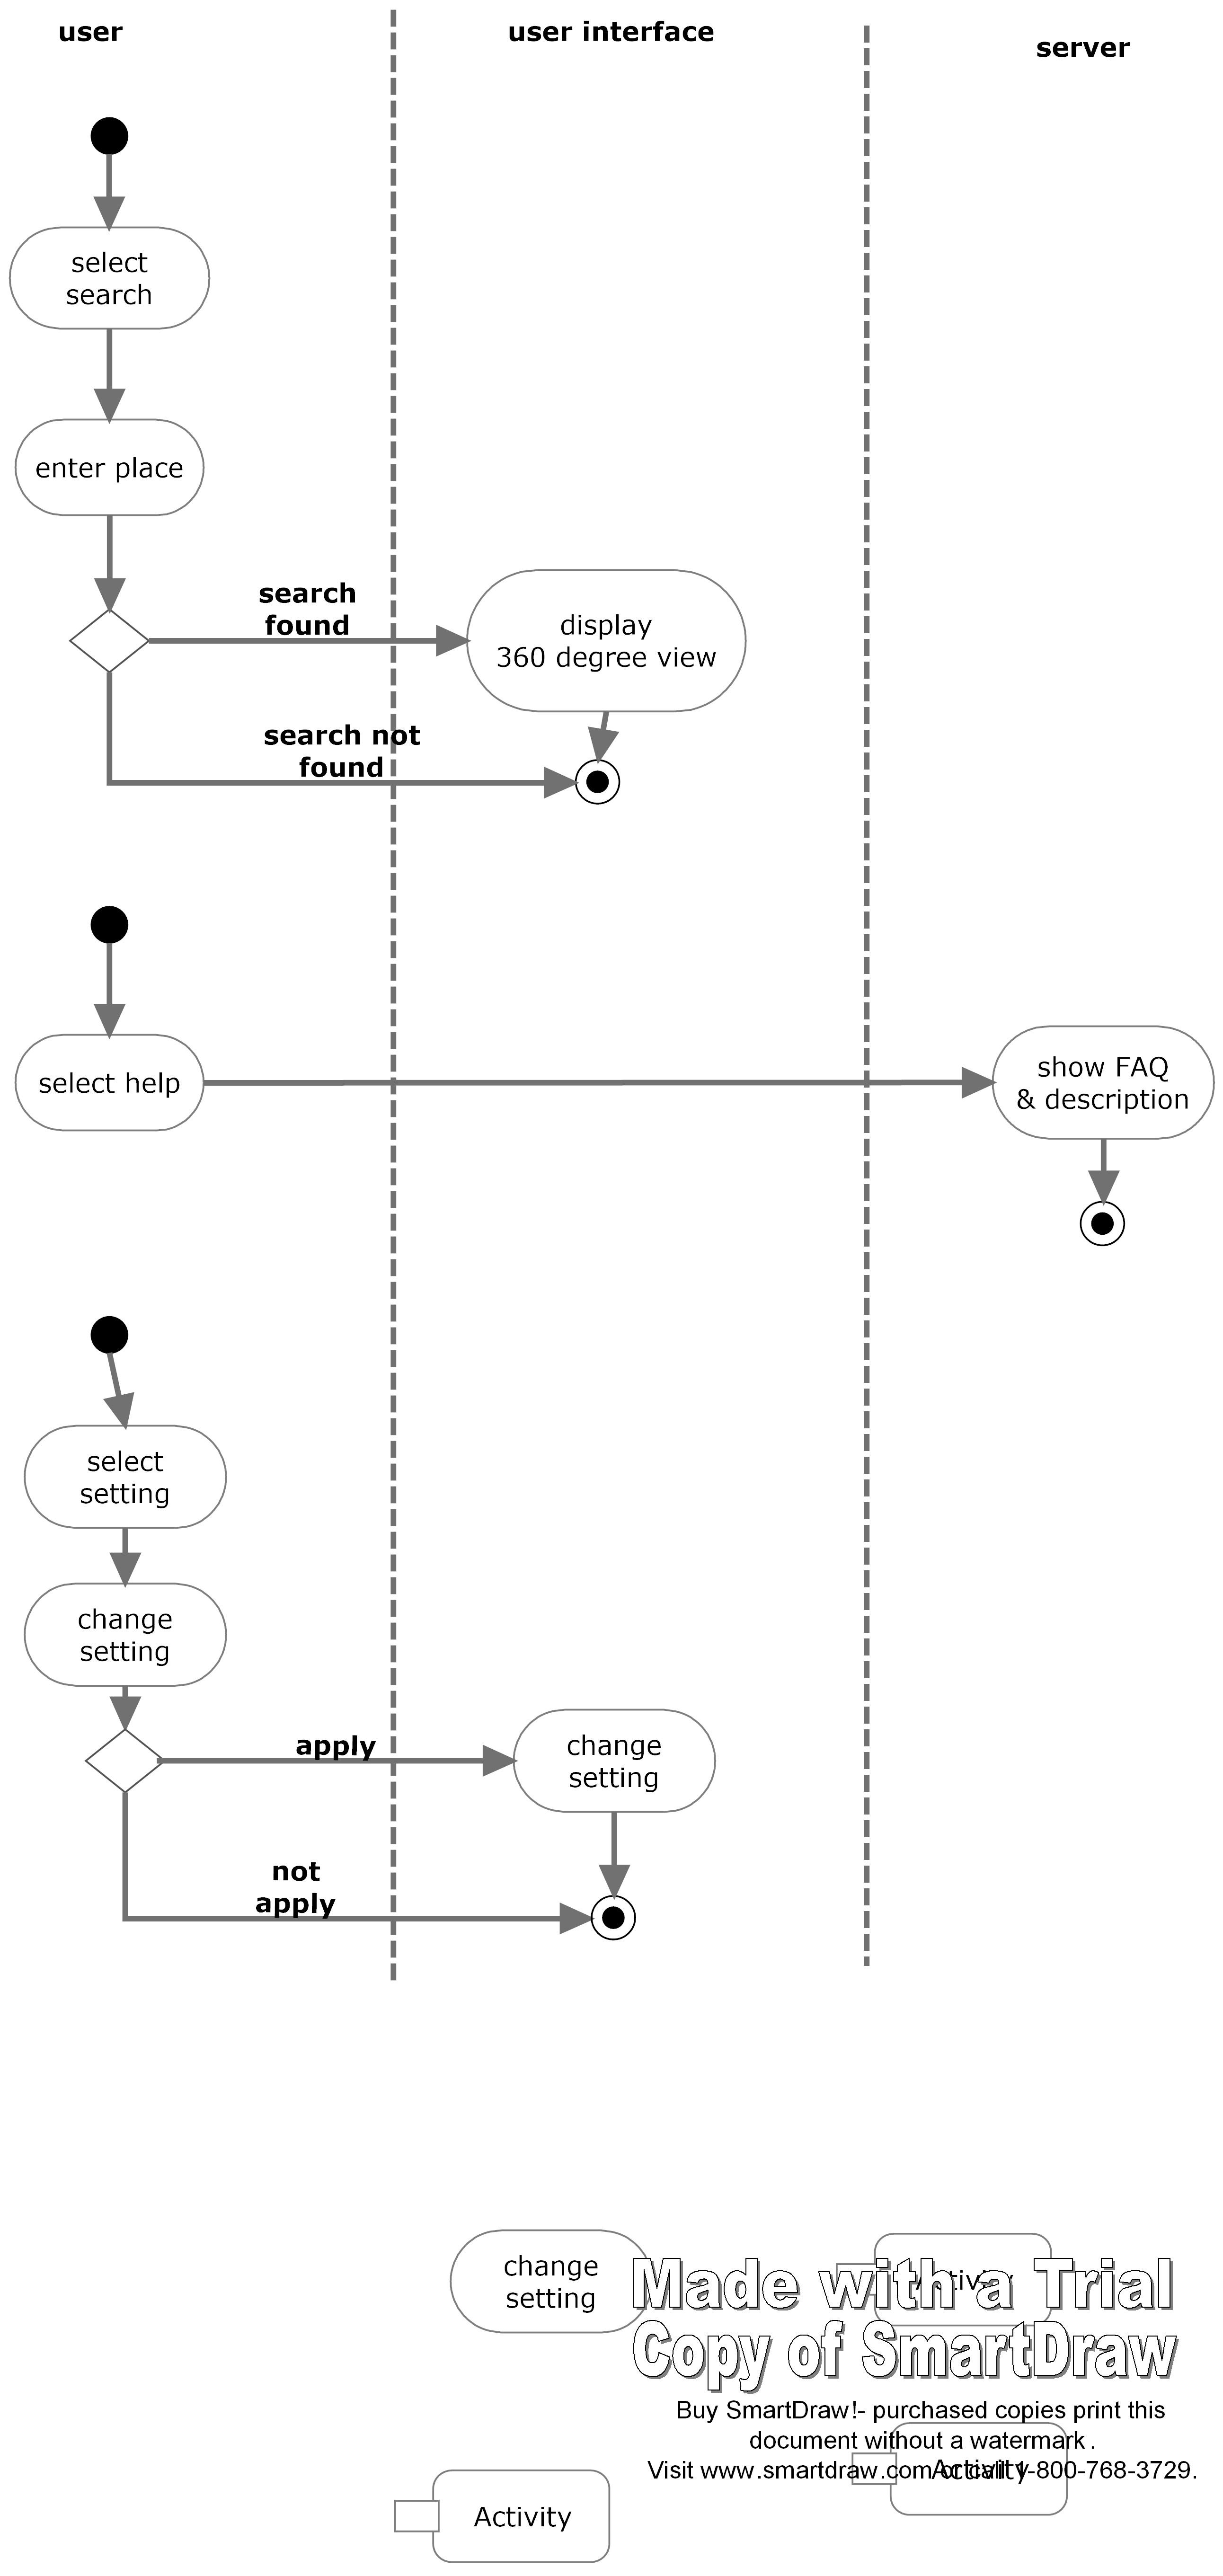 user
user interface
server
select
search
enter place
search
found
display
360 degree view
search not
found
select help
show FAQ
& description
select
setting
change
setting
apply
change
setting
not
apply
change
setting
Activity
Made with a Trial
Copy of SmartDraw
Buy SmartDraw!- purchased copies print this
document without a watermark.
Visit www.smartdraw.com or call 1-800-768-3729.
Activity
Activity